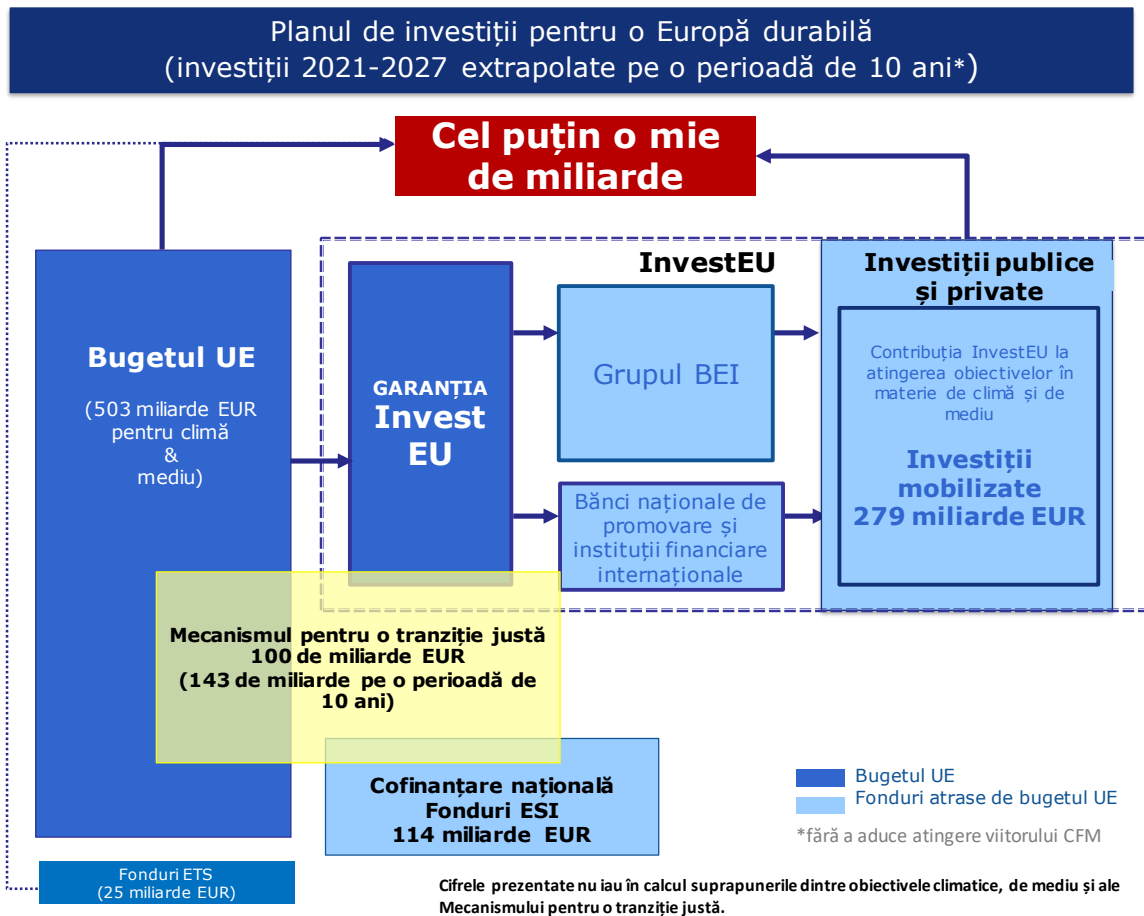 Planul de investiții pentru o Europă durabilă
(investiții 2021-2027 extrapolate pe o perioadă de 10 ani*)
Cel puțin o mie
de miliarde
Bugetul UE
(503 miliarde EUR
pentru climă
&
mediu)
GARANȚIA
Invest
EU
InvestEU
Grupul BEI
Bănci naționale de
promovare și
instituții financiare
internaționale
Investiții publice
și private
Contribuția InvestEU la
atingerea obiectivelor în
materie de climă și de
mediu
Investiții
mobilizate
279 miliarde EUR
Mecanismul pentru o tranziție justă
100 de miliarde EUR
(143 de miliarde pe o perioadă de
10 ani)
Cofinanțare națională
Fonduri ESI
114 miliarde EUR
Bugetul UE
Fonduri atrase de bugetul UE
*fără a aduce atingere viitorului CFM
Fonduri ETS
(25 miliarde EUR)
Cifrele prezentate nu iau în calcul suprapunerile dintre obiectivele climatice, de mediu și ale
Mecanismului pentru o tranziție justă.